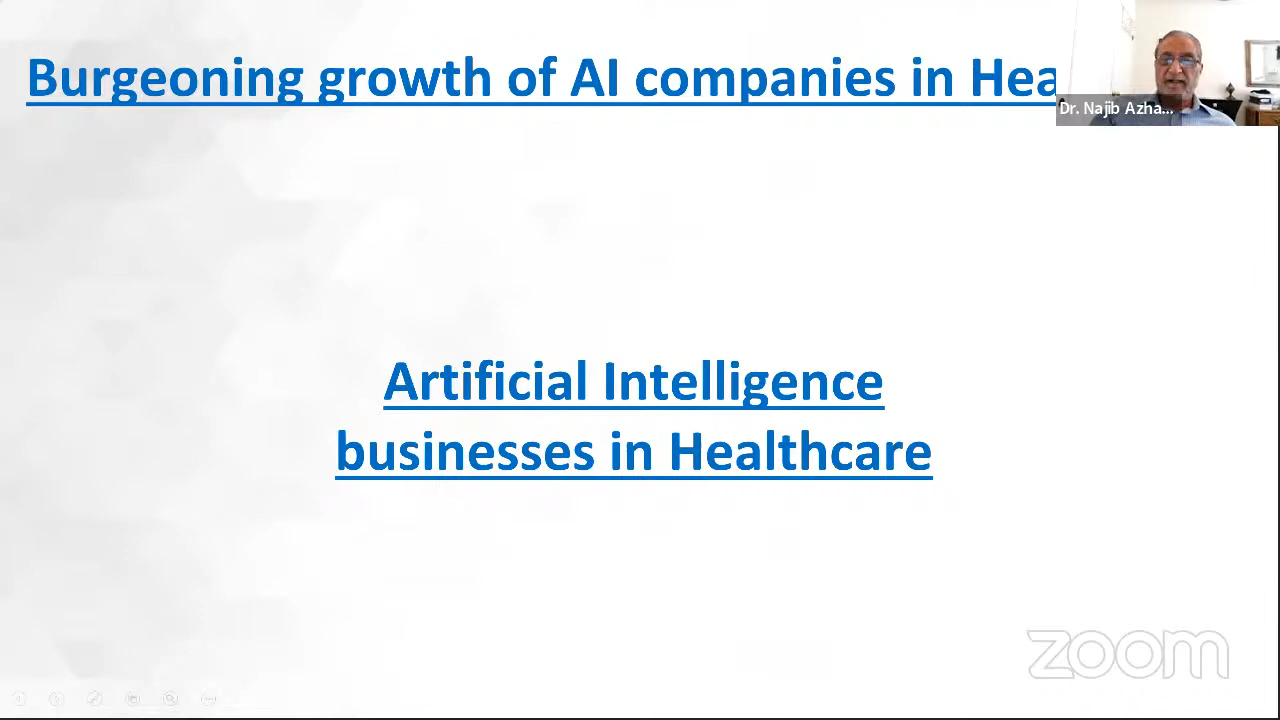 Burgeoning growth of AI companies in Hea
Dr. Najib Azha...
Artificial Intelligence
businesses in Healthcare
zoom